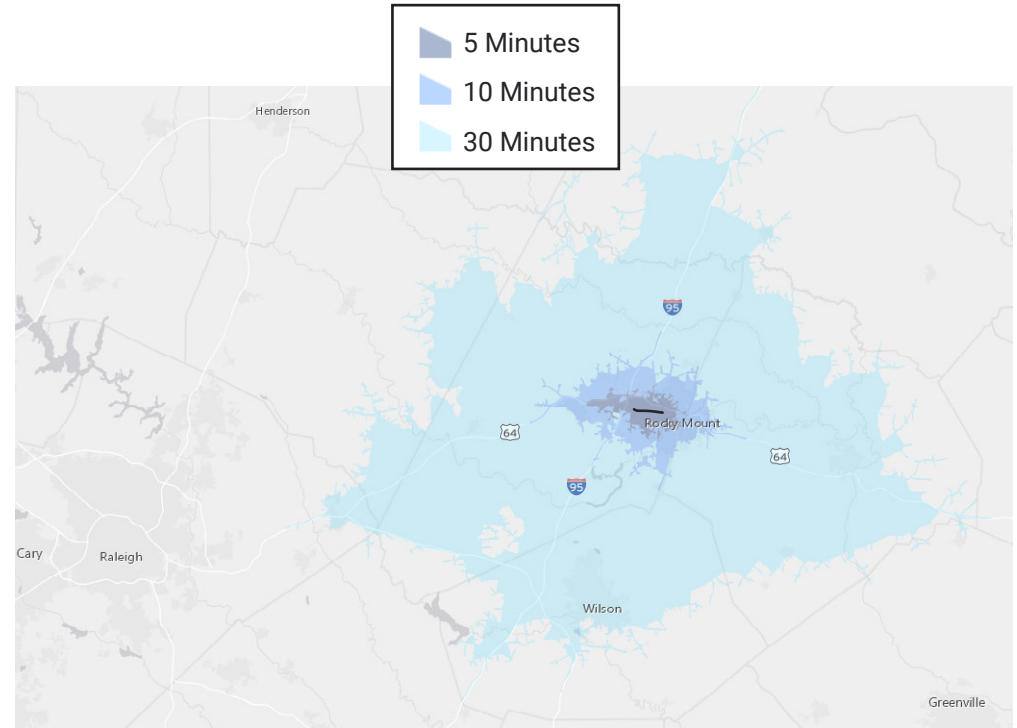 5 Minutes
10 Minutes
30 Minutes
Henderson
95
Rocky Mount
64
64
95
Cary
Raleigh
Wilson
Greenville